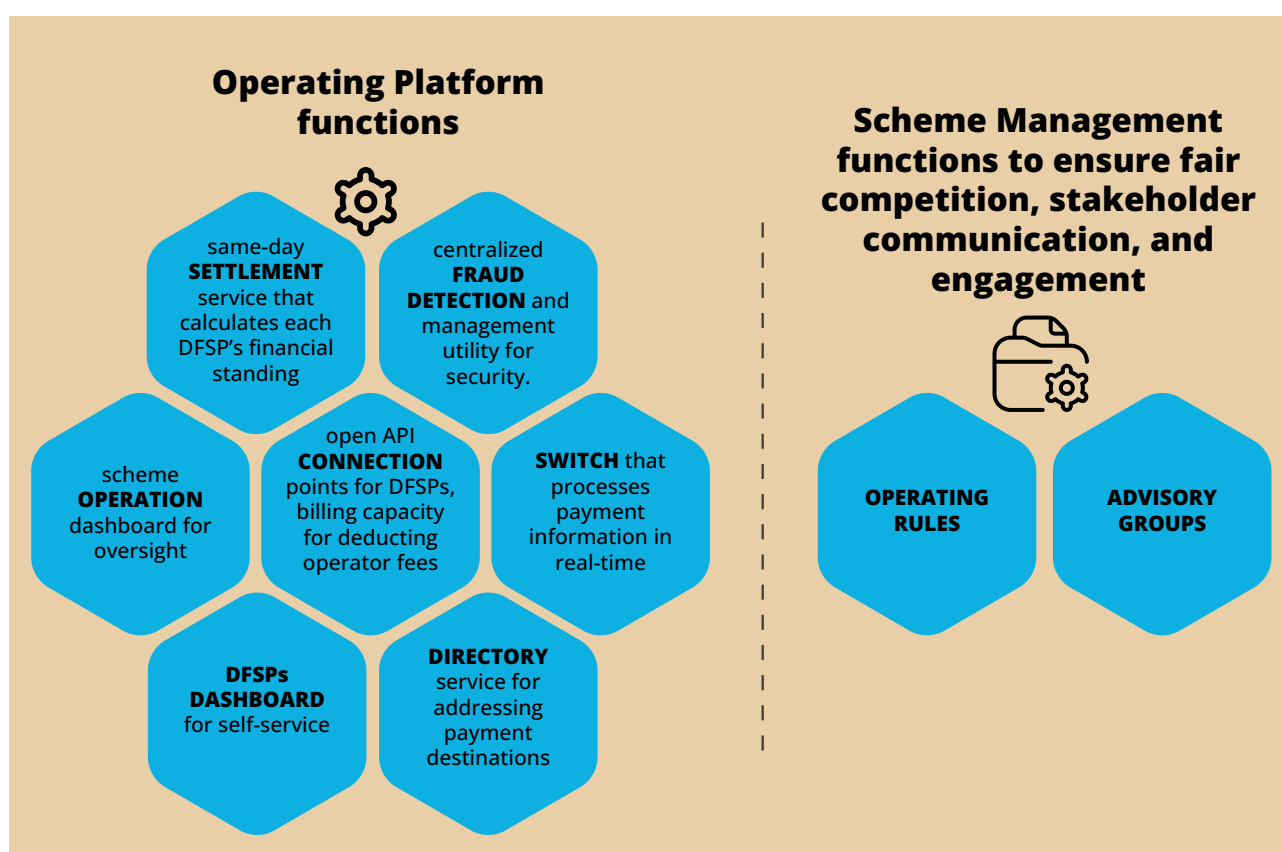 Operating Platform
functions
same-day
SETTLEMENT
service that
calculates each
DFSP's financial
standing
centralized
FRAUD
DETECTION and
management
utility for
security.
scheme
OPERATION
dashboard for
oversight
open API
CONNECTION
points for DFSPs,
billing capacity
for deducting
operator fees
SWITCH that
processes
payment
information in
real-time
DFSPs
DASHBOARD
for self-service
DIRECTORY
service for
addressing
payment
destinations
Scheme Management
functions to ensure fair
competition, stakeholder
communication, and
engagement
OPERATING
RULES
ADVISORY
GROUPS